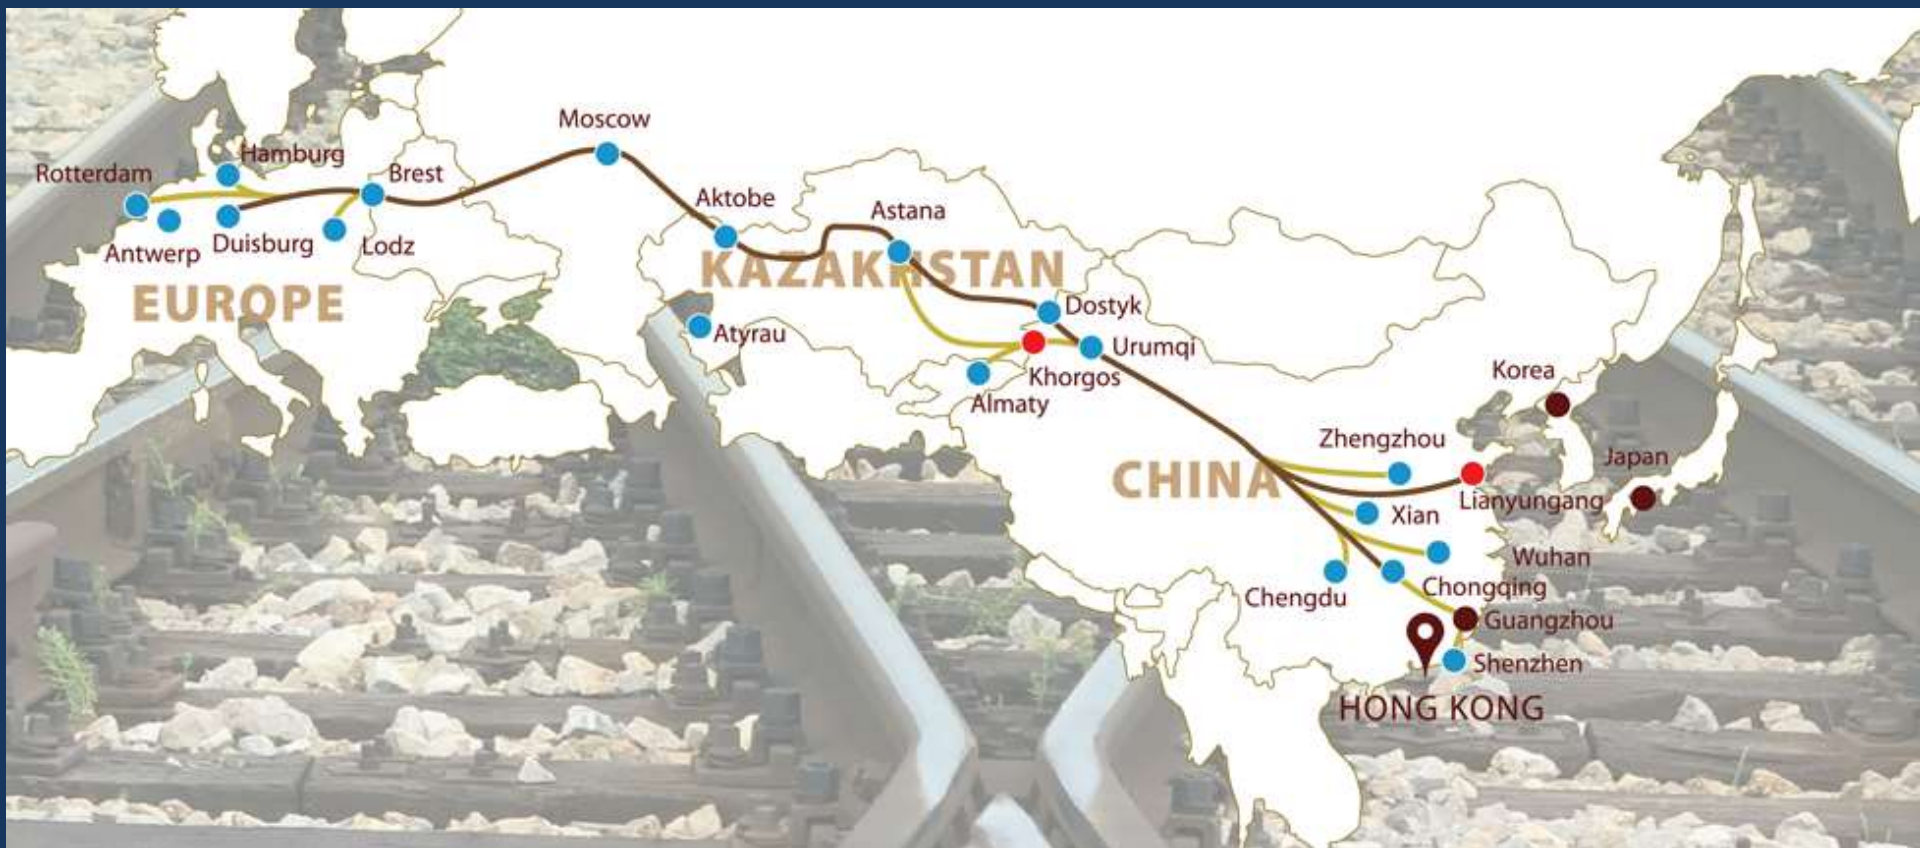 Moscow
Hamburg
Rotterdam
Brest
Aktobe
Astana
Antwerp
Duisburg
Lodz
KAZAKHSTAN
EUROPE
Dostyk
Atyrau
Urumqi
Khorgos
Almaty
Korea
Zhengzhou
Japan
CHINA
Lianyungang
Xian
Wuhan
Chengdu
Chongqing
Guangzhou
Shenzhen
HONG KONG